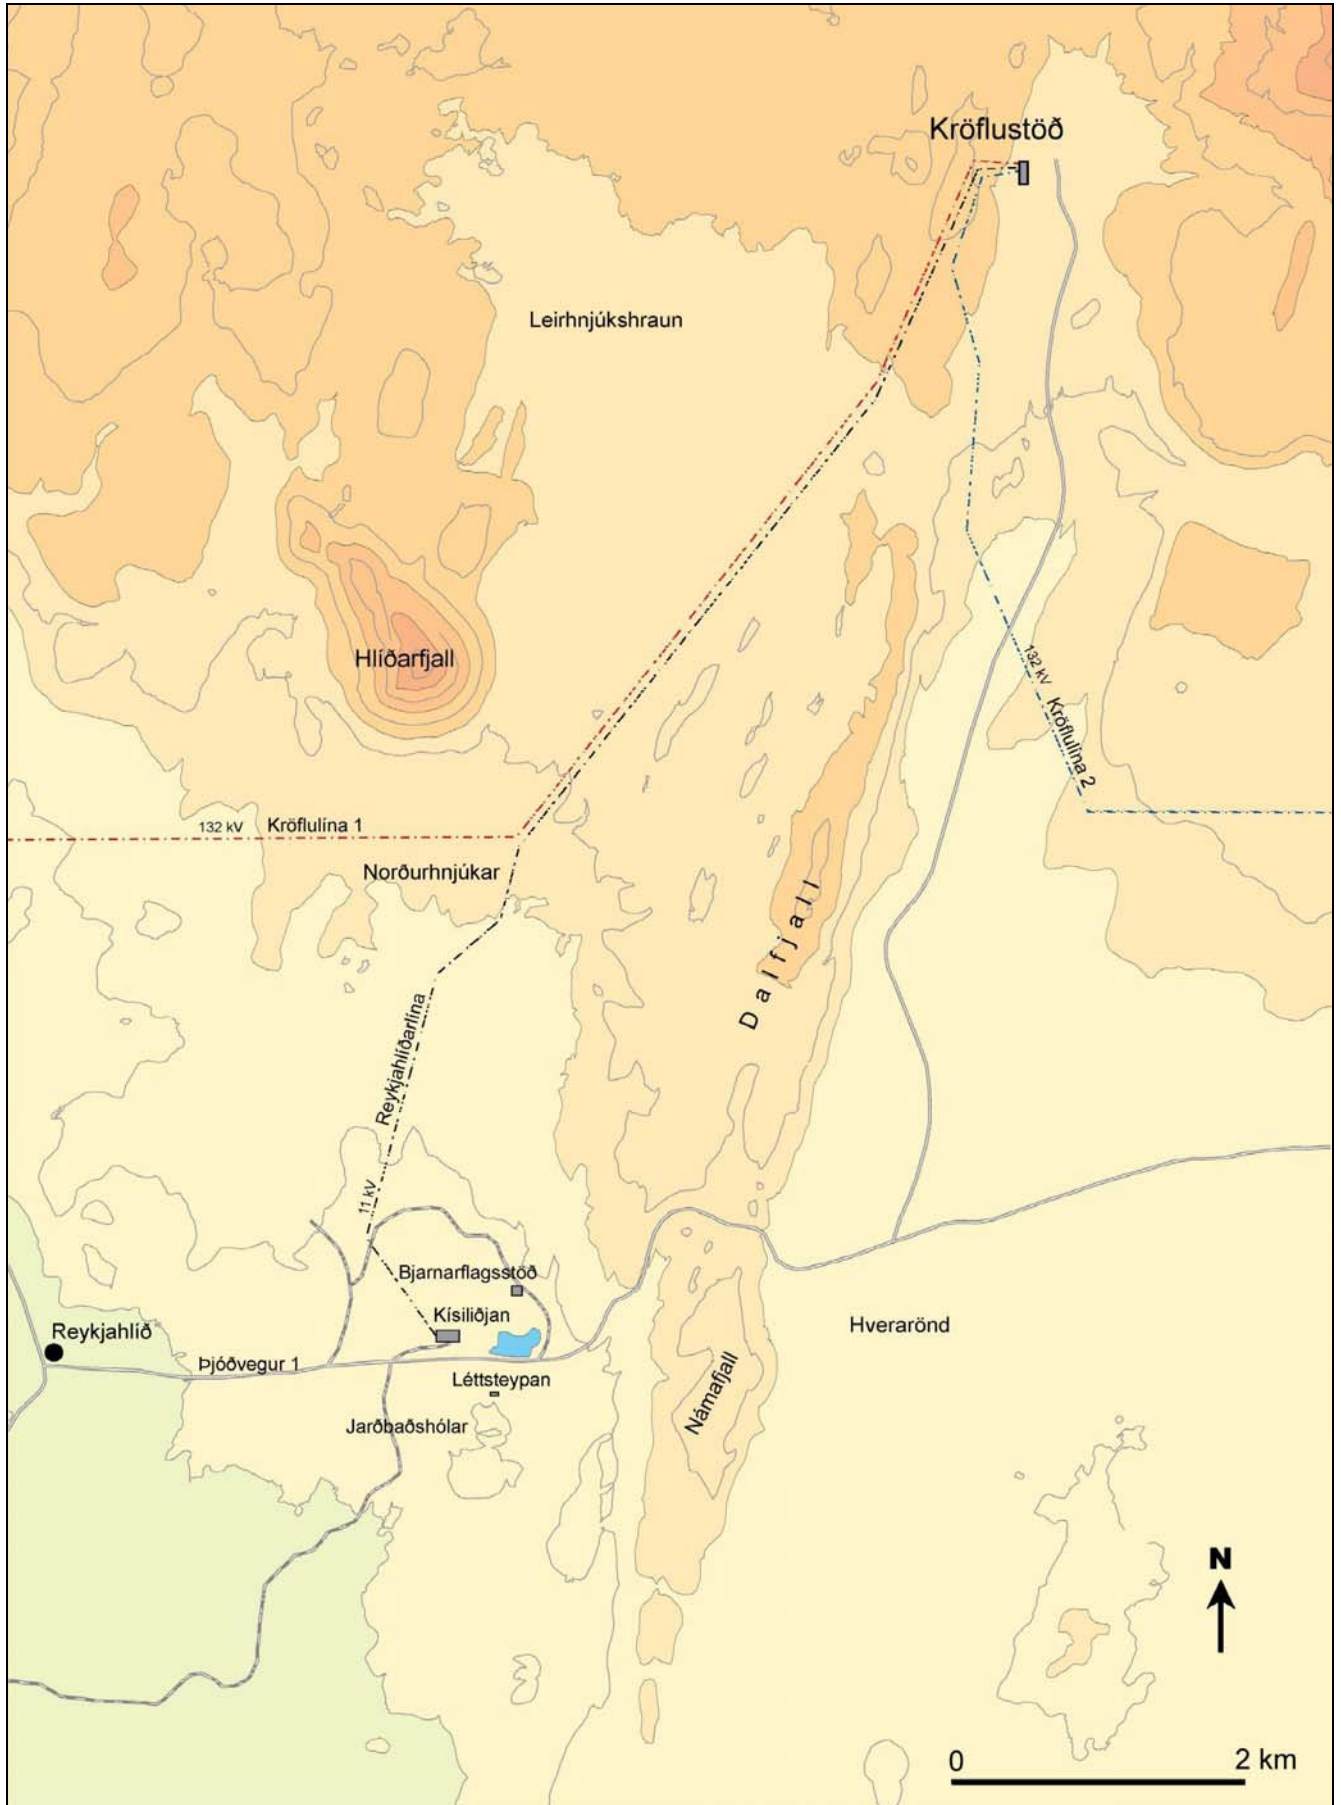 Kröflustöð
Leirhnjúkshraun
Hlíðarfjall
132 kV
Kröflulína 2
132 kV Kröflulína 1
Norðurhnjúkar
Dalfjall
Reykjahlíðarlína
11 kV
Bjarnarflagsstöð
Kísiliðjan
Reykjahlíð
Hverarönd
Þjóðvegur 1
Léttsteypan
Námafjall
Jarðbaðshólar
N
0 2 km